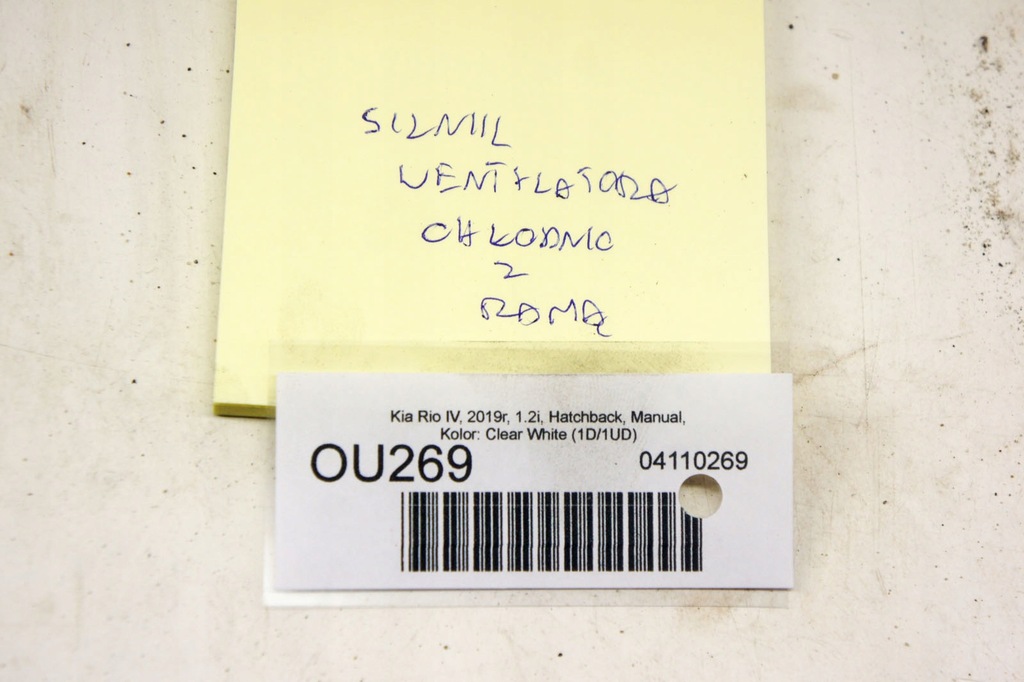 SILNIK
WENTYLATORA
CHŁODNIC
Z
RAMĄ
Kia Rio IV, 2019r, 1.2i, Hatchback, Manual,
Kolor: Clear White (1D/1UD)
OU269 04110269